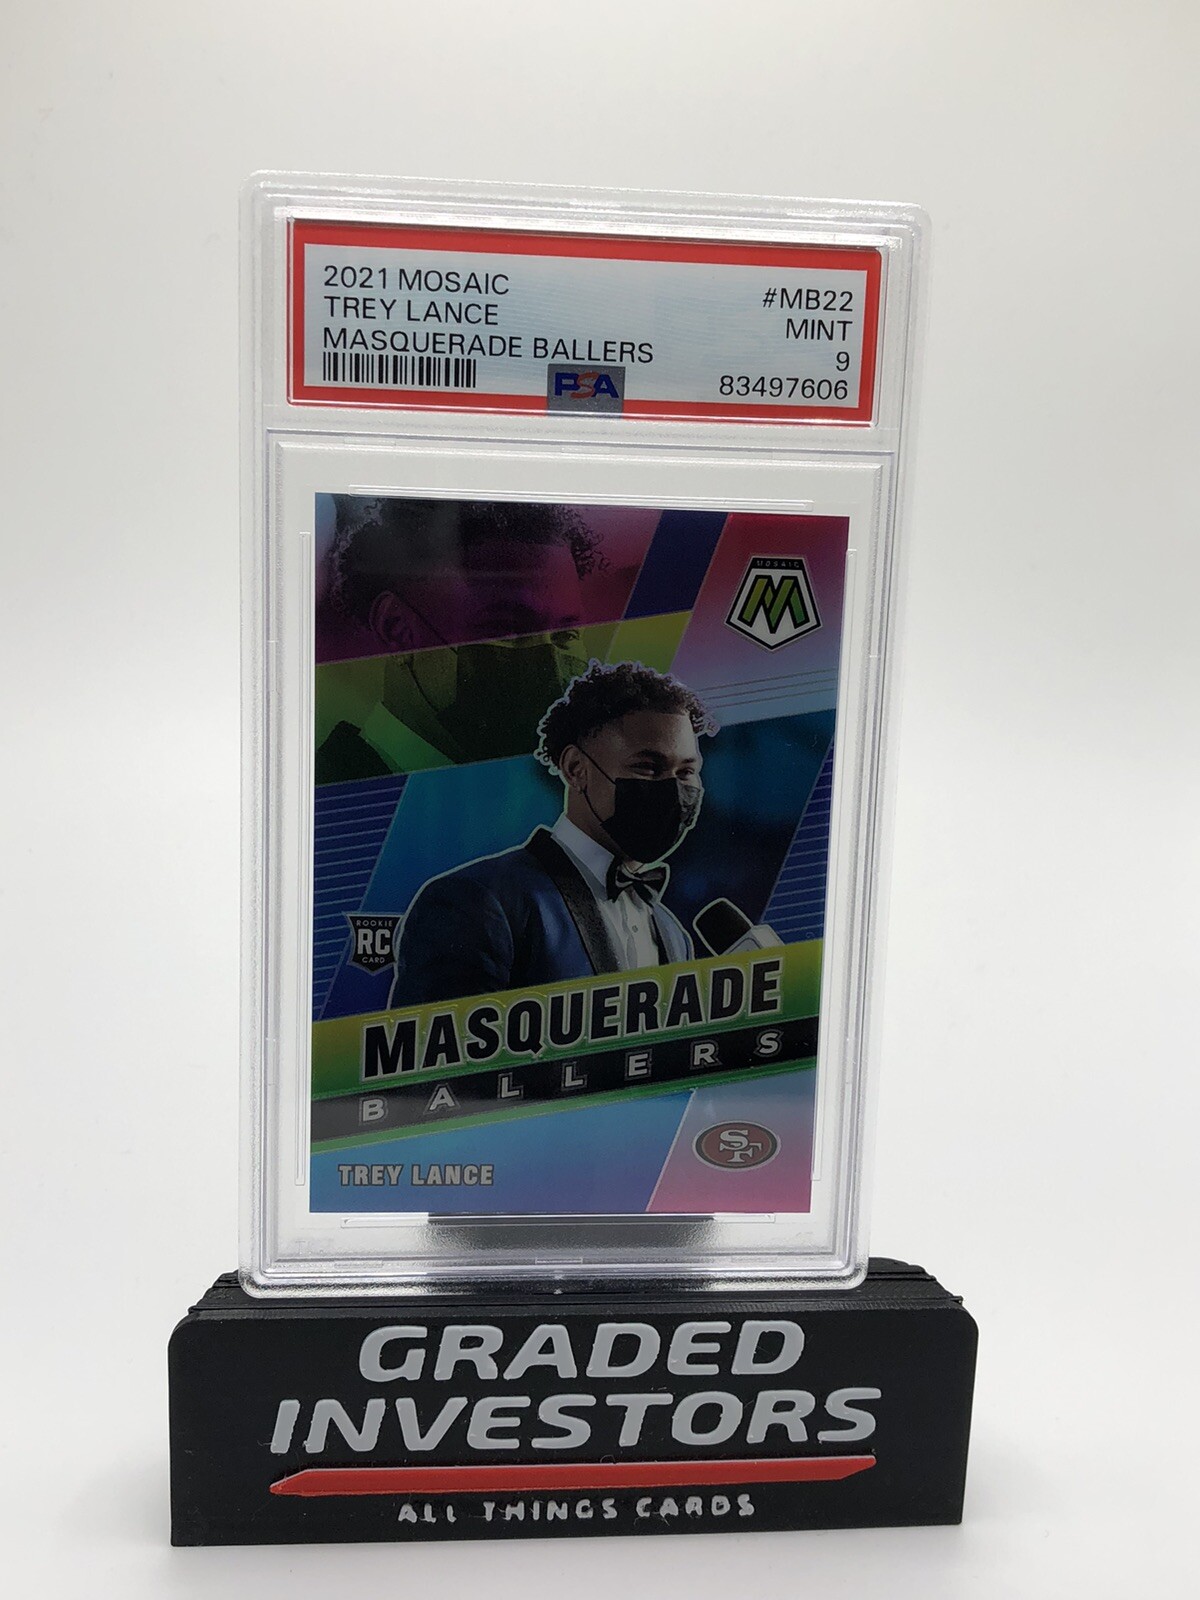 2021 MOSAIC
TREY LANCE
MASQUERADE BALLERS
#MB22
MINT
9
83497606
PSA
MOSAIC
M
ROOKIE
RC
CARD
MASQUERADE
BALLERS
SF
TREY LANCE
GRADED
INVESTORS
ALL THINGS CARDS